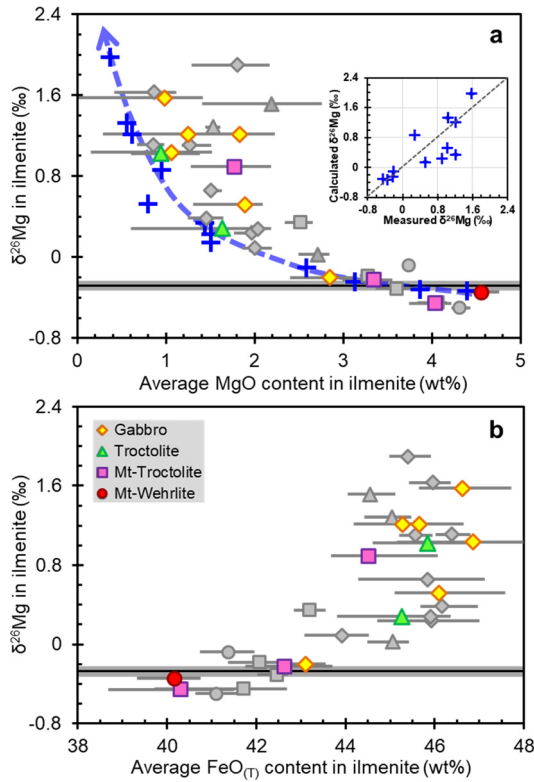 a
2.4
1.6
0.8
0
-0.8
δ²⁶Mg in ilmenite (‰)
0
1
2
3
4
5
Average MgO content in ilmenite (wt%)
2.4
1.6
0.8
0
-0.8
Calculated δ²⁶Mg (‰)
-0.8
0
0.8
1.6
2.4
Measured δ²⁶Mg (‰)
b
2.4
1.6
0.8
0
-0.8
δ²⁶Mg in ilmenite (‰)
Gabbro
Troctolite
Mt-Troctolite
Mt-Wehrlite
38
40
42
44
46
48
Average FeO(T) content in ilmenite (wt%)